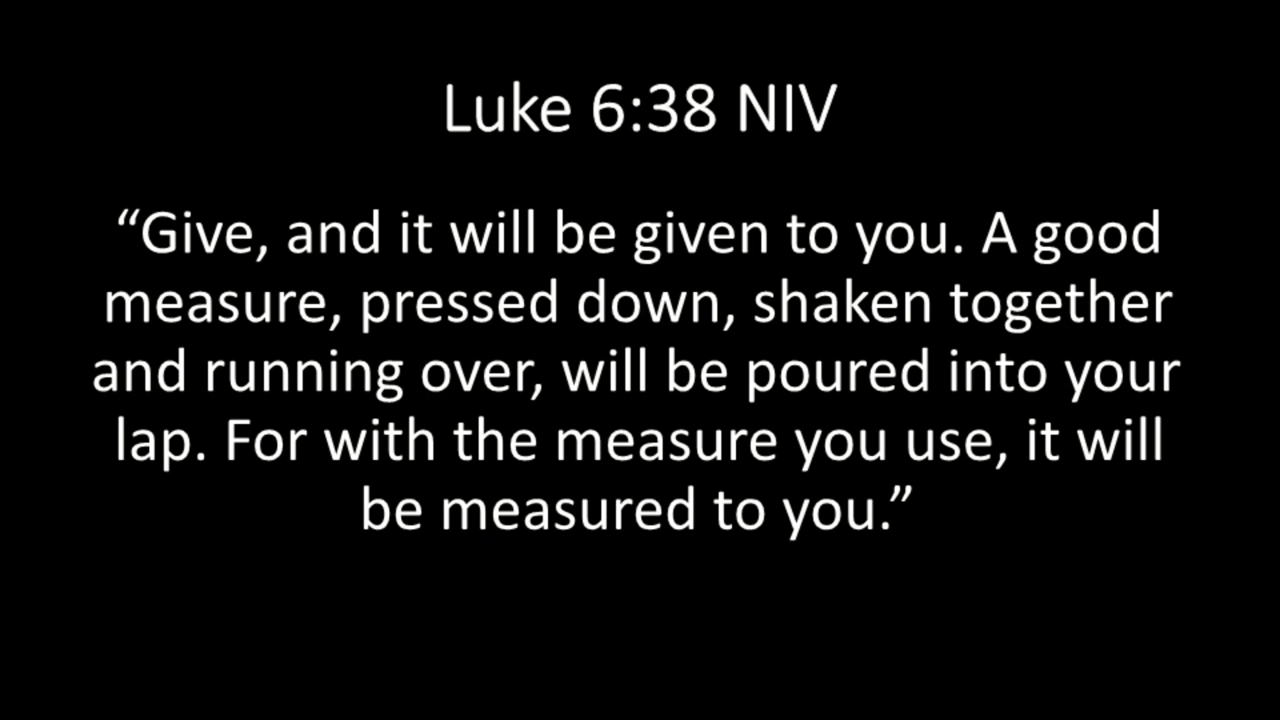 Luke 6:38 NIV
“Give, and it will be given to you. A good
measure, pressed down, shaken together
and running over, will be poured into your
lap. For with the measure you use, it will
be measured to you.”